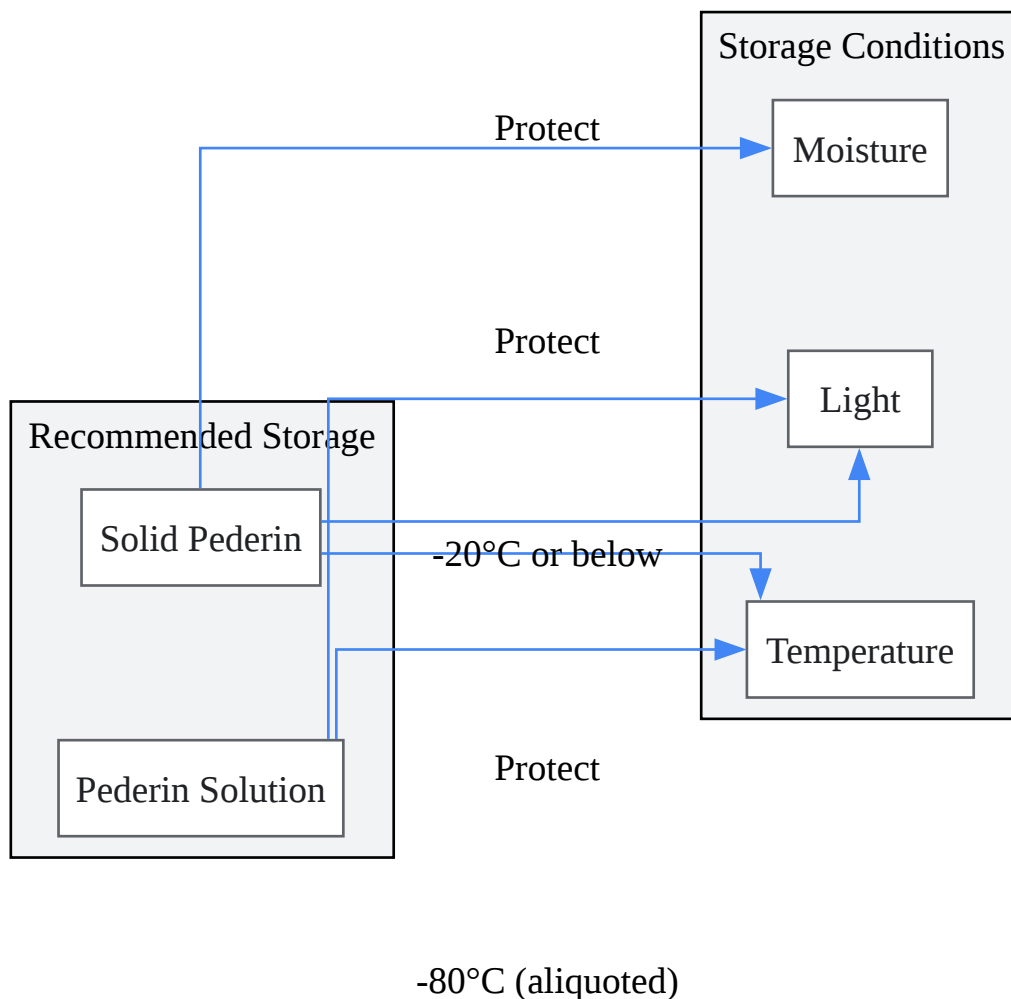 Storage Conditions
Protect
Moisture
Protect
Light
Recommended Storage
Solid Pederin
-20°C or below
Temperature
Protect
Pederin Solution
-80°C (aliquoted)